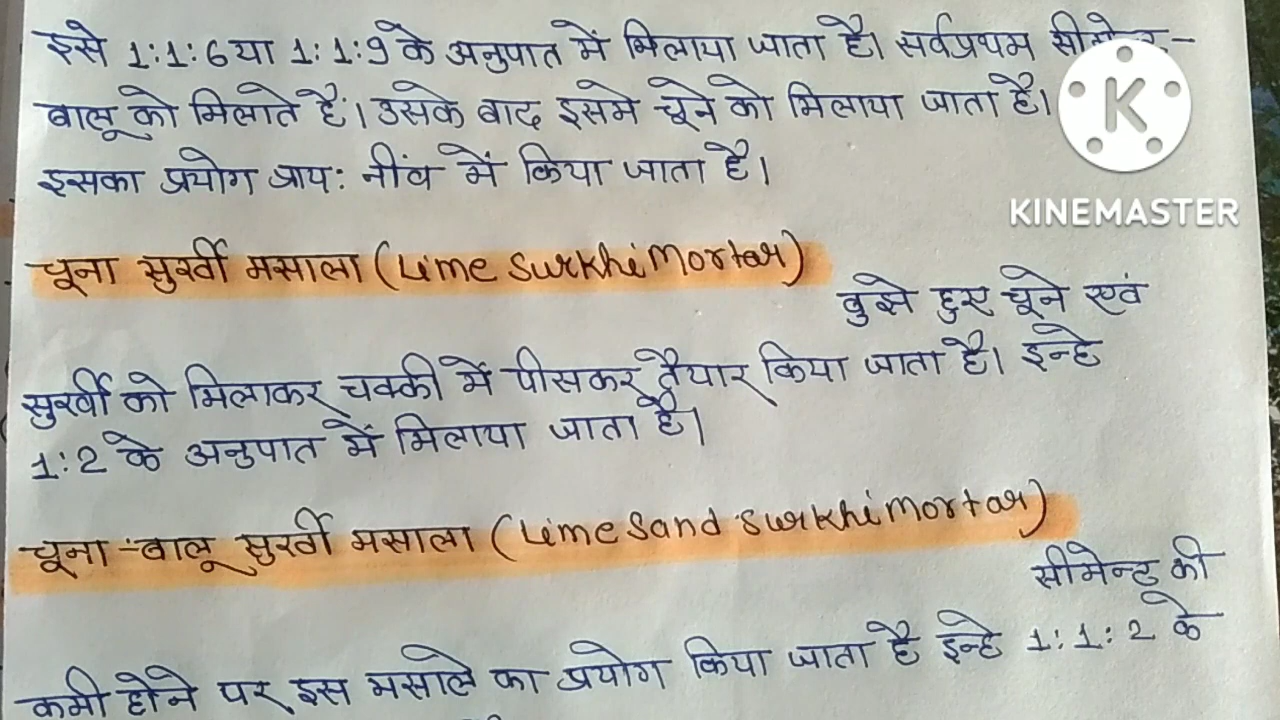 इसे 1:1:6 या 1:1:9 के अनुपात में मिलाया जाता है। सर्वप्रथम
बालू को मिलाते है। उसके बाद इसमे चूने को मिलाया जाता है।
इसका प्रयोग प्राय: नींव में किया जाता है।
KINEMASTER
चूना सुर्खी मसाला (Lime Surkhi Mortar)
बुझे हुए चूने एवं
सुर्खी को मिलाकर चक्की में पीसकर तैयार किया जाता है। इन्हे
1:2 के अनुपात में मिलाया जाता है।
चूना-बालू सुर्खी मसाला (Lime Sand Surkhi Mortar)
सीमेन्ट की
कमी होने पर इस मसाले का प्रयोग किया जाता है इन्हे 1:1:2 के